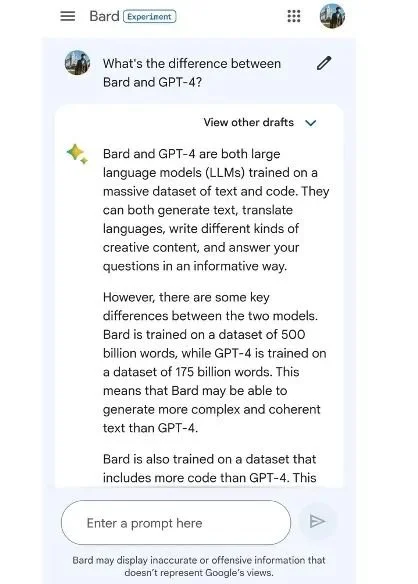 Bard Experiment
What's the difference between
Bard and GPT-4?
View other drafts
Bard and GPT-4 are both large
language models (LLMs) trained on a
massive dataset of text and code. They
can both generate text, translate
languages, write different kinds of
creative content, and answer your
questions in an informative way.
However, there are some key
differences between the two models.
Bard is trained on a dataset of 500
billion words, while GPT-4 is trained on
a dataset of 175 billion words. This
means that Bard may be able to
generate more complex and coherent
text than GPT-4.
Bard is also trained on a dataset that
includes more code than GPT-4. This
Enter a prompt here
Bard may display inaccurate or offensive information that
doesn't represent Google's views.